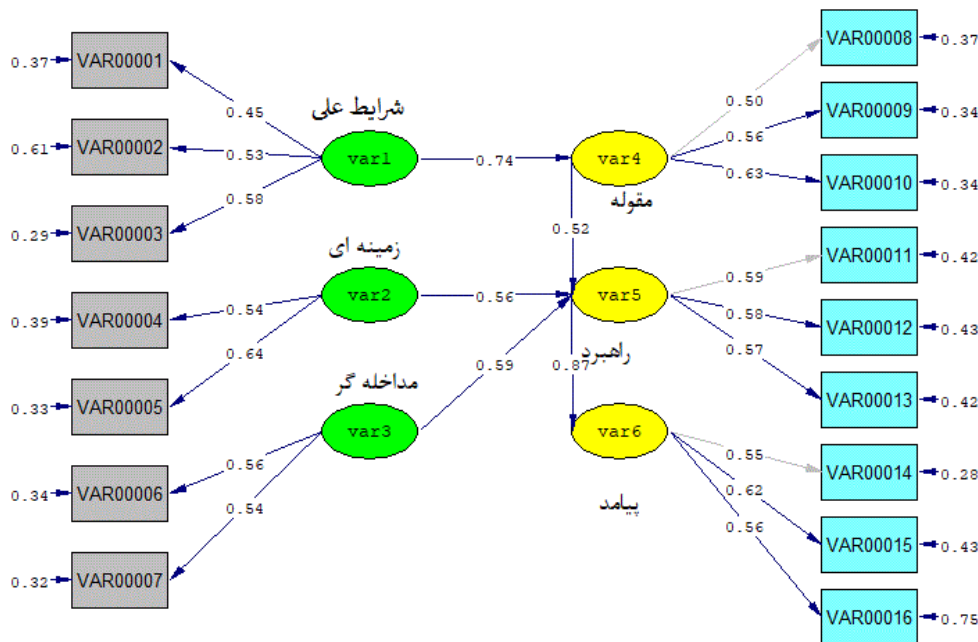 0.37 VAR00001
0.61 VAR00002
0.29 VAR00003
0.39 VAR00004
0.33 VAR00005
0.34 VAR00006
0.32 VAR00007
0.45
0.53
0.58
0.54
0.64
0.56
0.54
شرایط علی
var1
زمینه ای
var2
مداخله گر
var3
0.74
0.52
0.56
0.59
0.87
var4
مقوله
var5
راهبرد
var6
پیامد
0.50
0.56
0.63
0.59
0.58
0.57
0.55
0.62
0.56
VAR00008 0.37
VAR00009 0.34
VAR00010 0.34
VAR00011 0.42
VAR00012 0.43
VAR00013 0.42
VAR00014 0.28
VAR00015 0.43
VAR00016 0.75